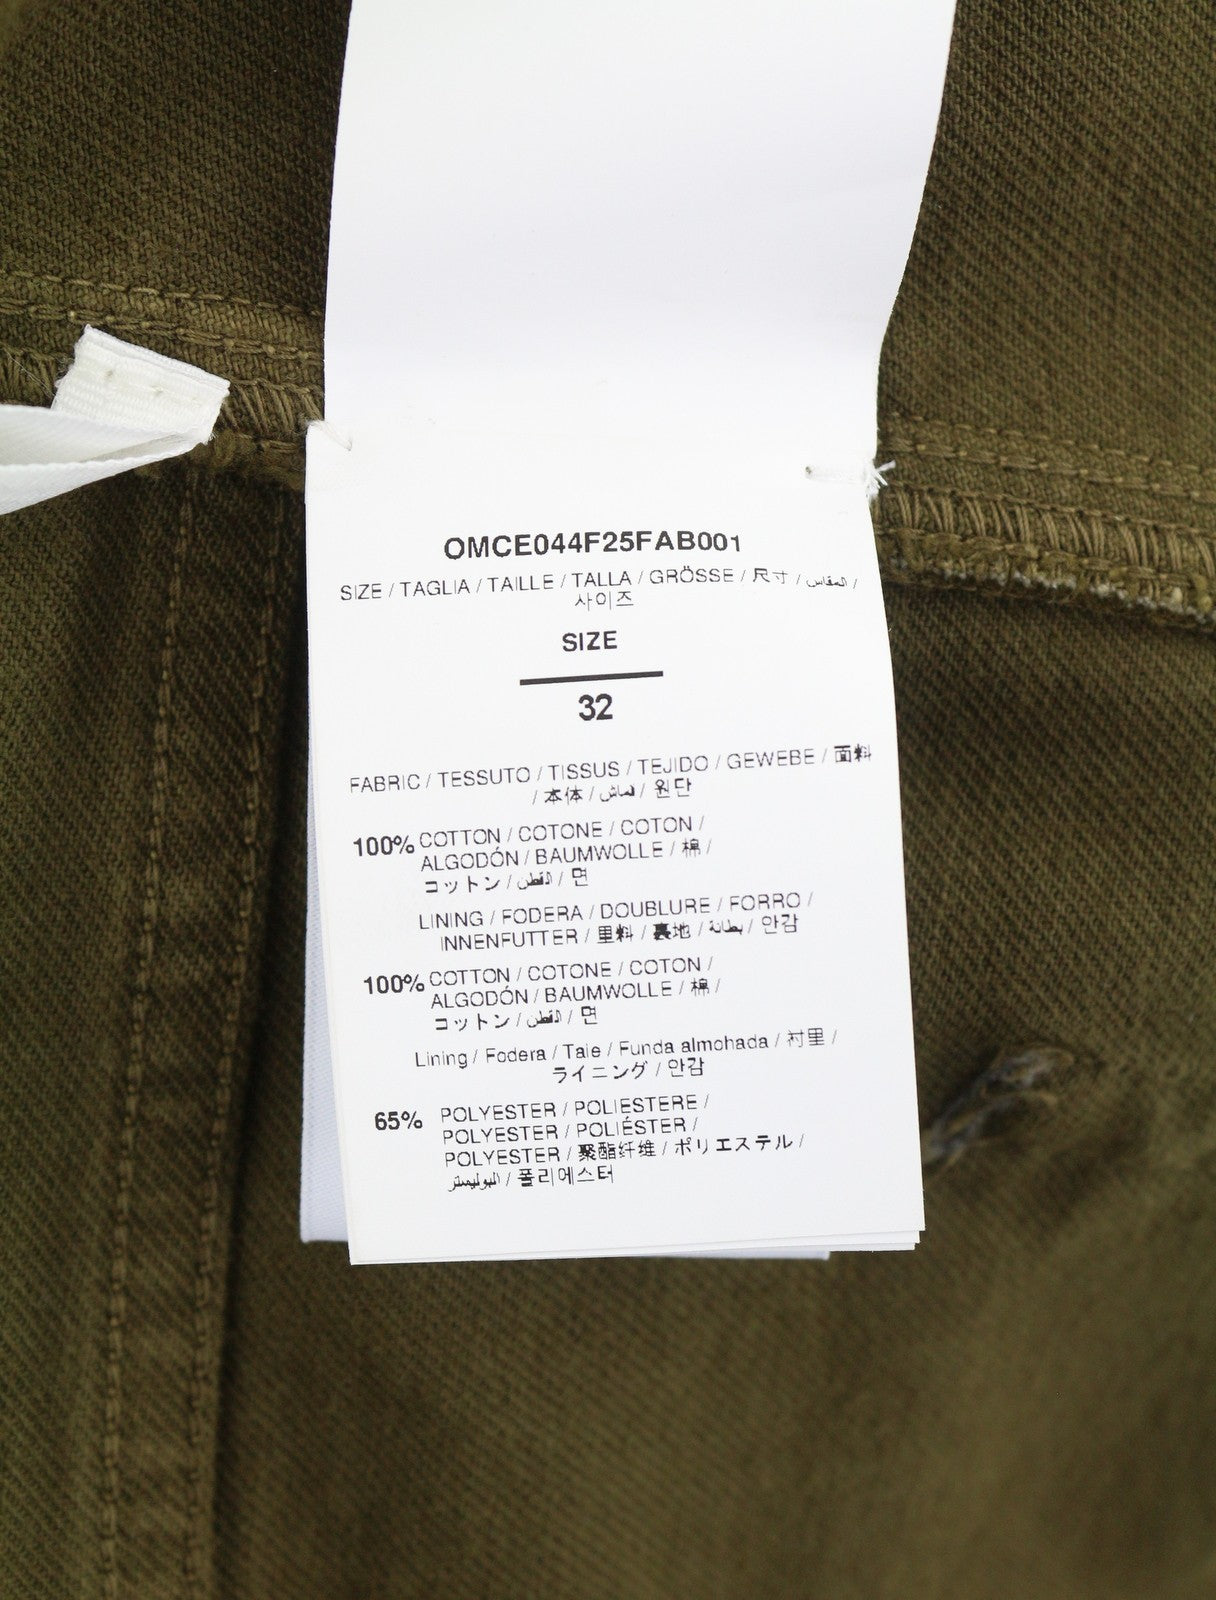 OMCE044F25FAB001
SIZE / TAGLIA / TAILLE / TALLA / GRÖSSE / 尺寸 / المقاس /
사이즈
SIZE
32
FABRIC / TESSUTO / TISSUS / TEJIDO / GEWEBE / 面料
/ 本体 / قماش / 원단
100% COTTON / COTONE / COTON /
ALGODÓN / BAUMWOLLE / 棉 /
コットン / القطن / 면
LINING / FODERA / DOUBLURE / FORRO /
INNENFUTTER / 里料 / 裏地 / بطانة / 안감
100% COTTON / COTONE / COTON /
ALGODÓN / BAUMWOLLE / 棉 /
コットン / القطن / 면
Lining / Fodera / Taie / Funda almohada / 衬里 /
ライニング / 안감
65% POLYESTER / POLIESTERE /
POLYESTER / POLIÉSTER /
POLYESTER / 聚酯纤维 / ポリエステル /
البوليستر / 폴리에스터